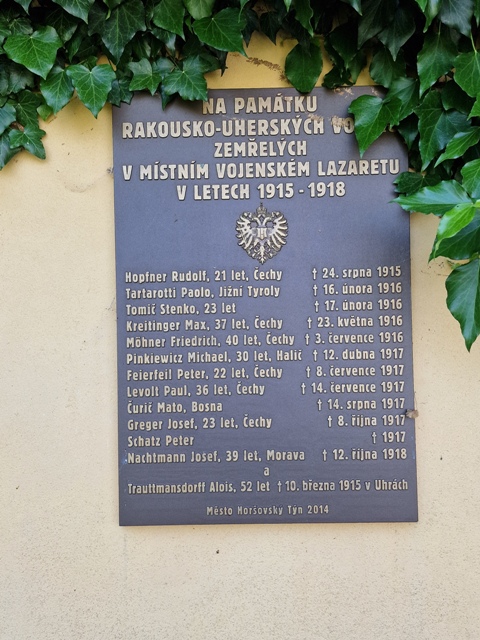 NA PAMÁTKU
RAKOUSKO-UHERSKÝCH VO
ZEMŘELÝCH
V MÍSTNÍM VOJENSKÉM LAZARETU
V LETECH 1915 - 1918
Hopfner Rudolf, 21 let, Čechy † 24. srpna 1915
Tartarotti Paolo, Jižní Tyroly † 16. února 1916
Tomič Stenko, 23 let † 17. února 1916
Kreitinger Max, 37 let, Čechy † 23. května 1916
Möhner Friedrich, 40 let, Čechy † 3. července 1916
Pinkiewicz Michael, 30 let, Halič † 12. dubna 1917
Feierfeil Peter, 22 let, Čechy † 8. července 1917
Levolt Paul, 36 let, Čechy † 14. července 1917
Čurič Mato, Bosna † 14. srpna 1917
Greger Josef, 23 let, Čechy † 8. října 1917
Schatz Peter † 1917
Nachtmann Josef, 39 let, Morava † 12. října 1918
a
Trauttmansdorff Alois, 52 let † 10. března 1915 v Uhrách
Město Horšovský Týn 2014